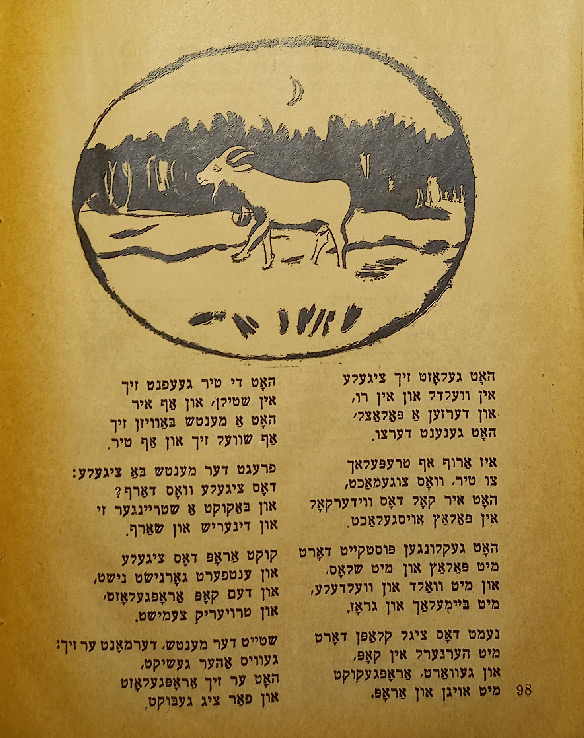 האָט געלאָזט זיך ציגעלע
אין וועלדל און אין רו,
און דערזען אַ פּאַלאַצל,
האָט גענענט דערצו.
איז אַרוף אַף טרעפּעלאַך
צו טיר, וואָס צוגעמאַכט,
האָט איר קאָל דאָס ווידערקאָל
אין פּאַלאַץ אויסגעלאַכט.
האָט געקלונגען פּוסטקייט דאָרט
מיט פּאַלאַץ און מיט שלאָס,
און מיט וואַלד און וועלדעלע,
מיט ביימעלאַך און גראָז.
נעמט דאָס ציגל קלאַפּן דאָרט
מיט הערנערל אין קאָפּ,
און געוואַרט, אַראָפּגעקוקט
מיט אויגן און אַראָפּ,
האָט די טיר געעפנט זיך
אין שטילן, און אַף איר
האָט אַ מענטש באַוויזן זיך
אַף שוועל זיך און אַף טיר.
פרעגט דער מענטש באַ ציגעלע:
דאָס ציגעלע וואָס דאַרף?
און באַקוקט אַ שטריינגער זי
און דינעריש און שאַרף.
קוקט אַראָפּ דאָס ציגעלע
און ענטפערט גאָרנישט נישט,
און דעם קאָפּ אַראָפּגעלאָזט,
און טרויעריק צעמישט.
שטייט דער מענטש, דערמאָנט ער זיך:
געוויס אַהער געשיקט,
האָט ער זיך אַראָפּגעלאָזט
און פאַר ציג געבוקט,
98